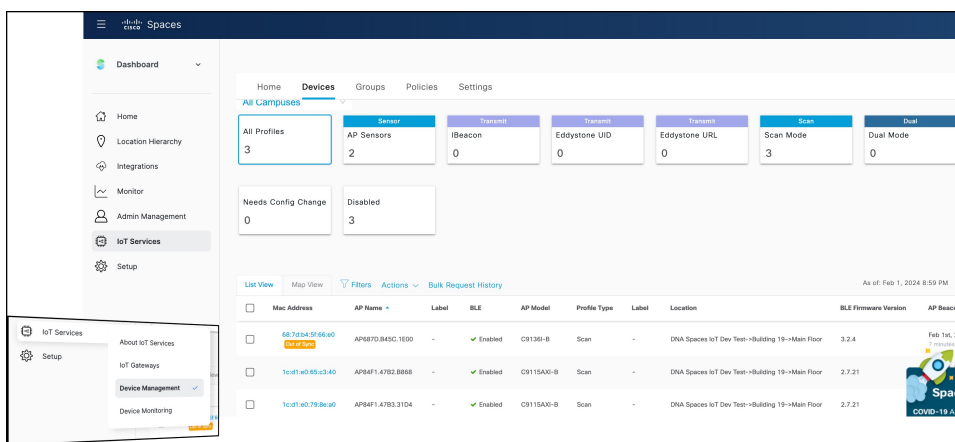 cisco Spaces
Dashboard
Home
Location Hierarchy
Integrations
Monitor
Admin Management
IoT Services
Setup
Home Devices Groups Policies Settings
All Campuses
All Profiles
3
Sensor
AP Sensors
2
Transmit
IBeacon
0
Transmit
Eddystone UID
0
Transmit
Eddystone URL
0
Scan
Scan Mode
3
Dual
Dual Mode
0
Needs Config Change
0
Disabled
3
List View Map View Filters Actions Bulk Request History As of: Feb 1, 2024 8:59 PM
Mac Address AP Name Label BLE AP Model Profile Type Label Location BLE Firmware Version AP Beaco
68:7d:b4:5f:66:e0
Out of Sync
AP687D.B45C.1E00 - Enabled C9136I-B Scan - DNA Spaces IoT Dev Test->Building 19->Main Floor 3.2.4 Feb 1st,
7 minutes
1c:d1:e0:65:c3:40 AP84F1.47B2.B868 - Enabled C9115AXI-B Scan - DNA Spaces IoT Dev Test->Building 19->Main Floor 2.7.21
1c:d1:e0:79:8e:a0 AP84F1.47B3.31D4 - Enabled C9115AXI-B Scan - DNA Spaces IoT Dev Test->Building 19->Main Floor 2.7.21
Spac
COVID-19 A
IoT Services
Setup
About IoT Services
IoT Gateways
Device Management
Device Monitoring